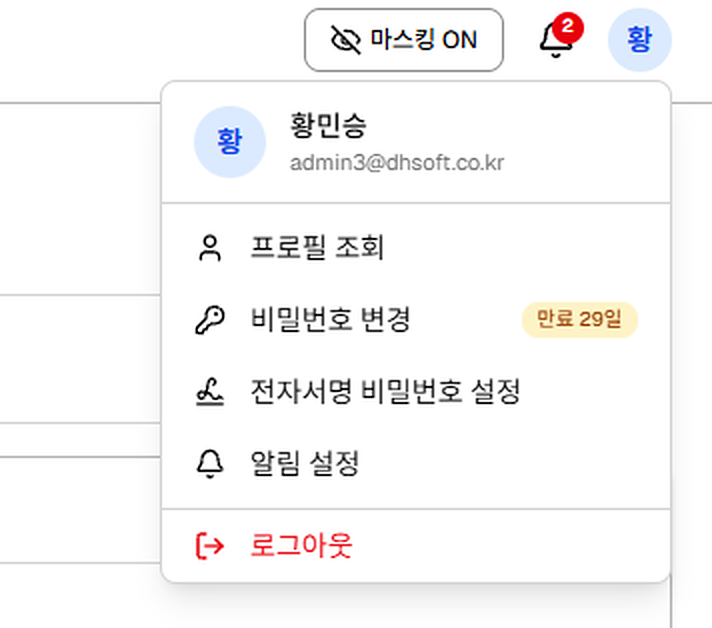 마스킹 ON
2
황
황
황민승
admin3@dhsoft.co.kr
프로필 조회
비밀번호 변경
만료 29일
전자서명 비밀번호 설정
알림 설정
로그아웃